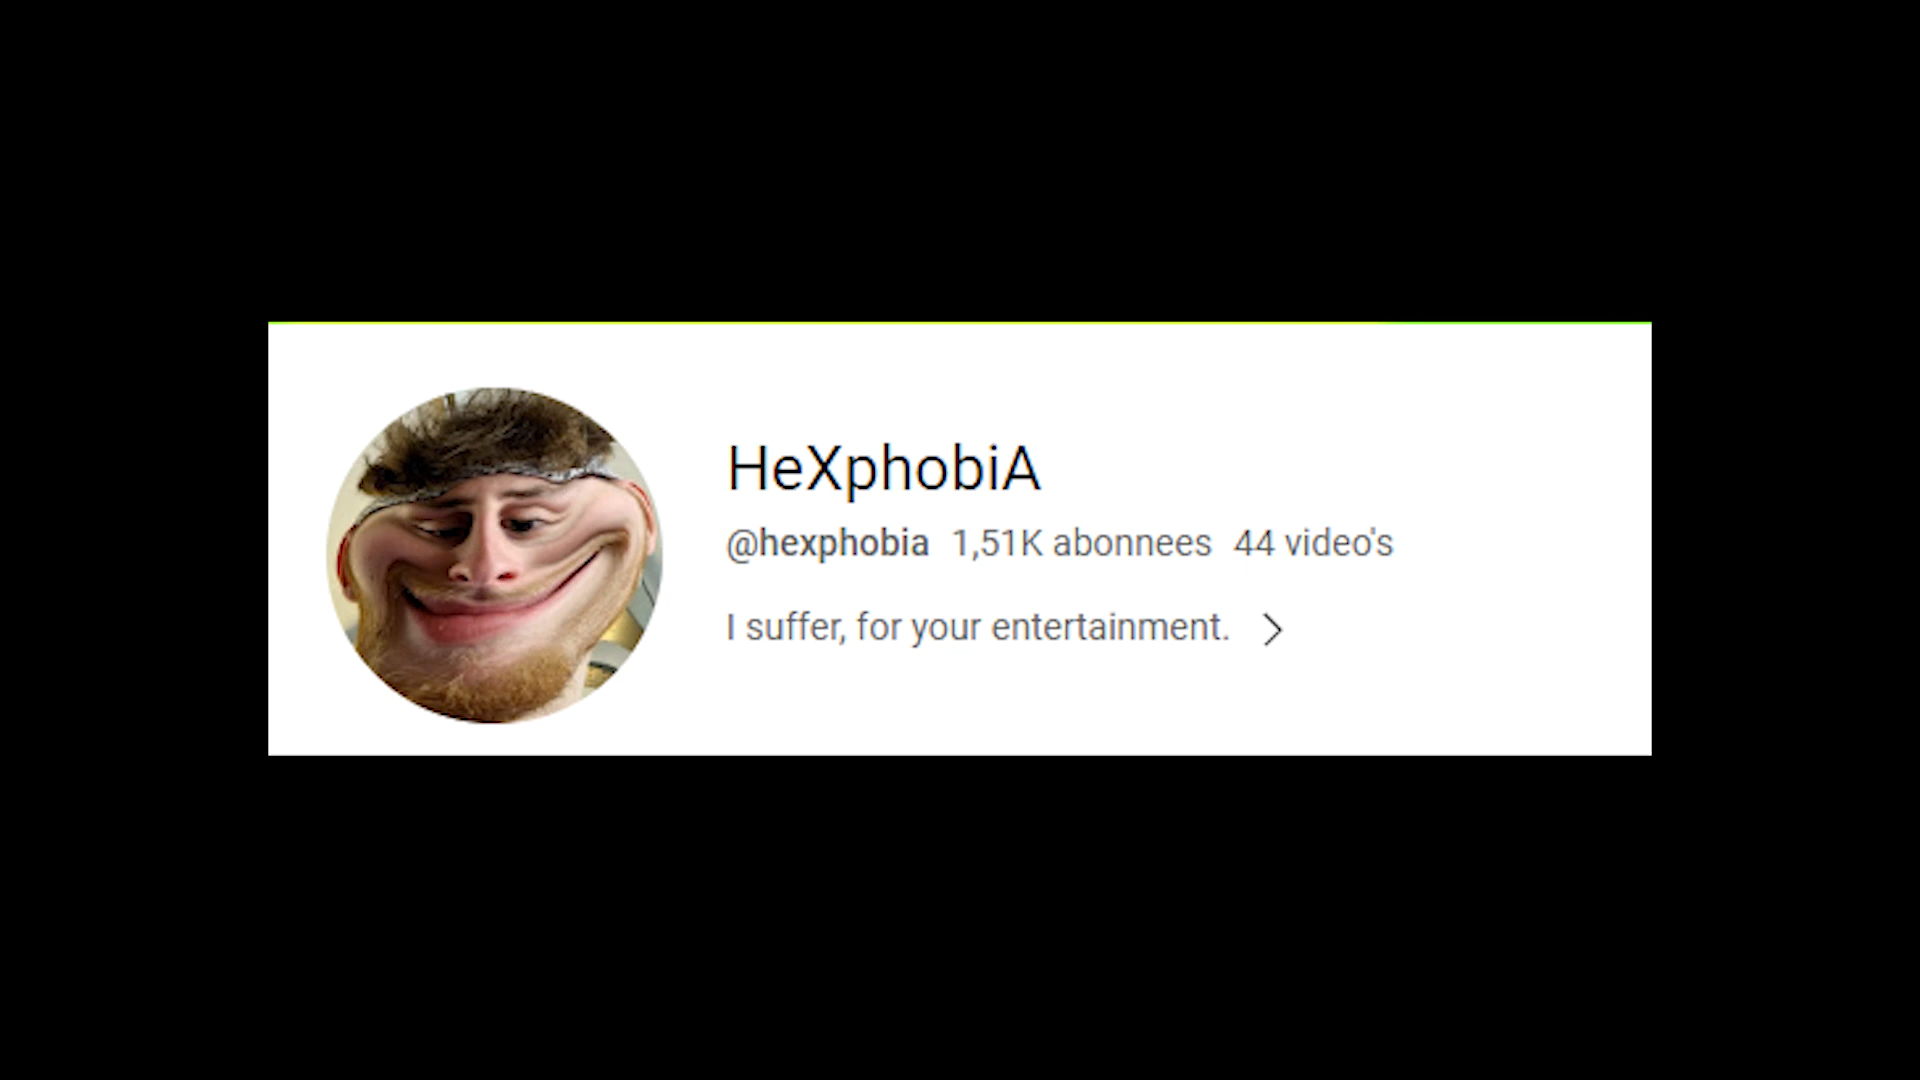 HeXphobiA
@hexphobia 1,51K abonnees 44 video's
I suffer, for your entertainment.